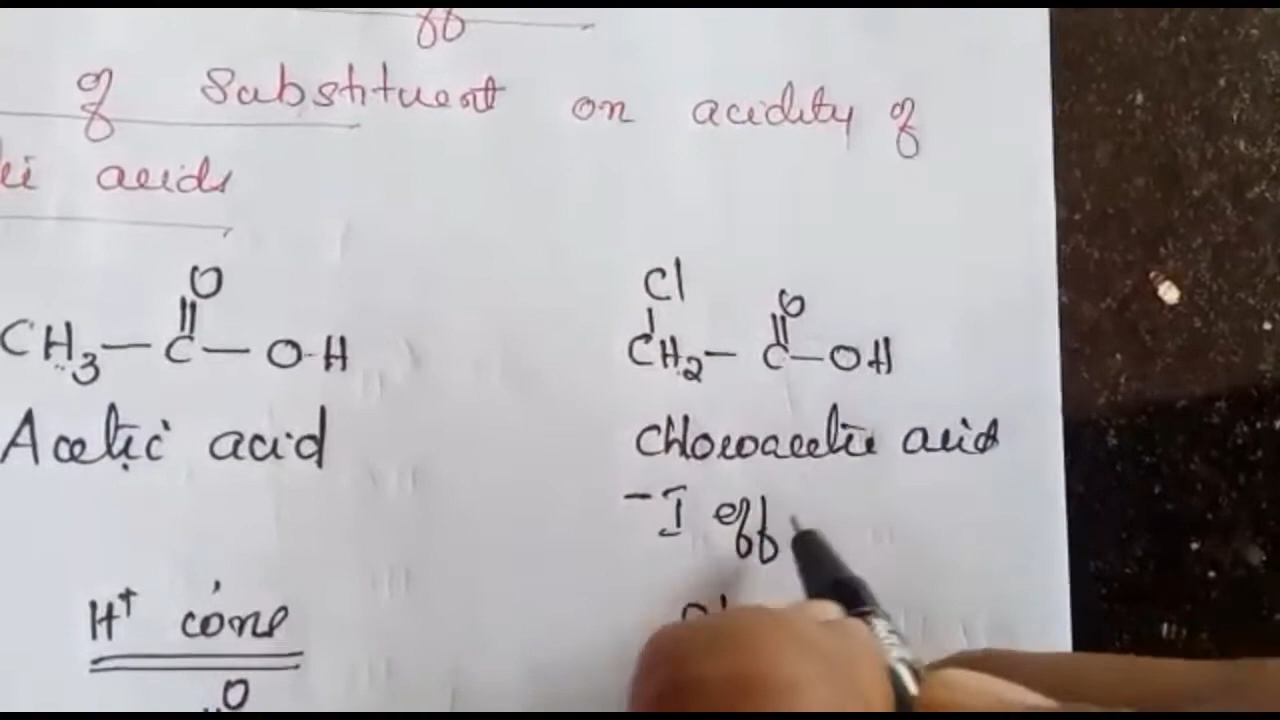 of Substituent on acidity of
acids
O
CH3—C—O-H
Acetic acid
Cl
CH2—C—OH
O
Chloroacetic acid
-I eff
H+ conc
O